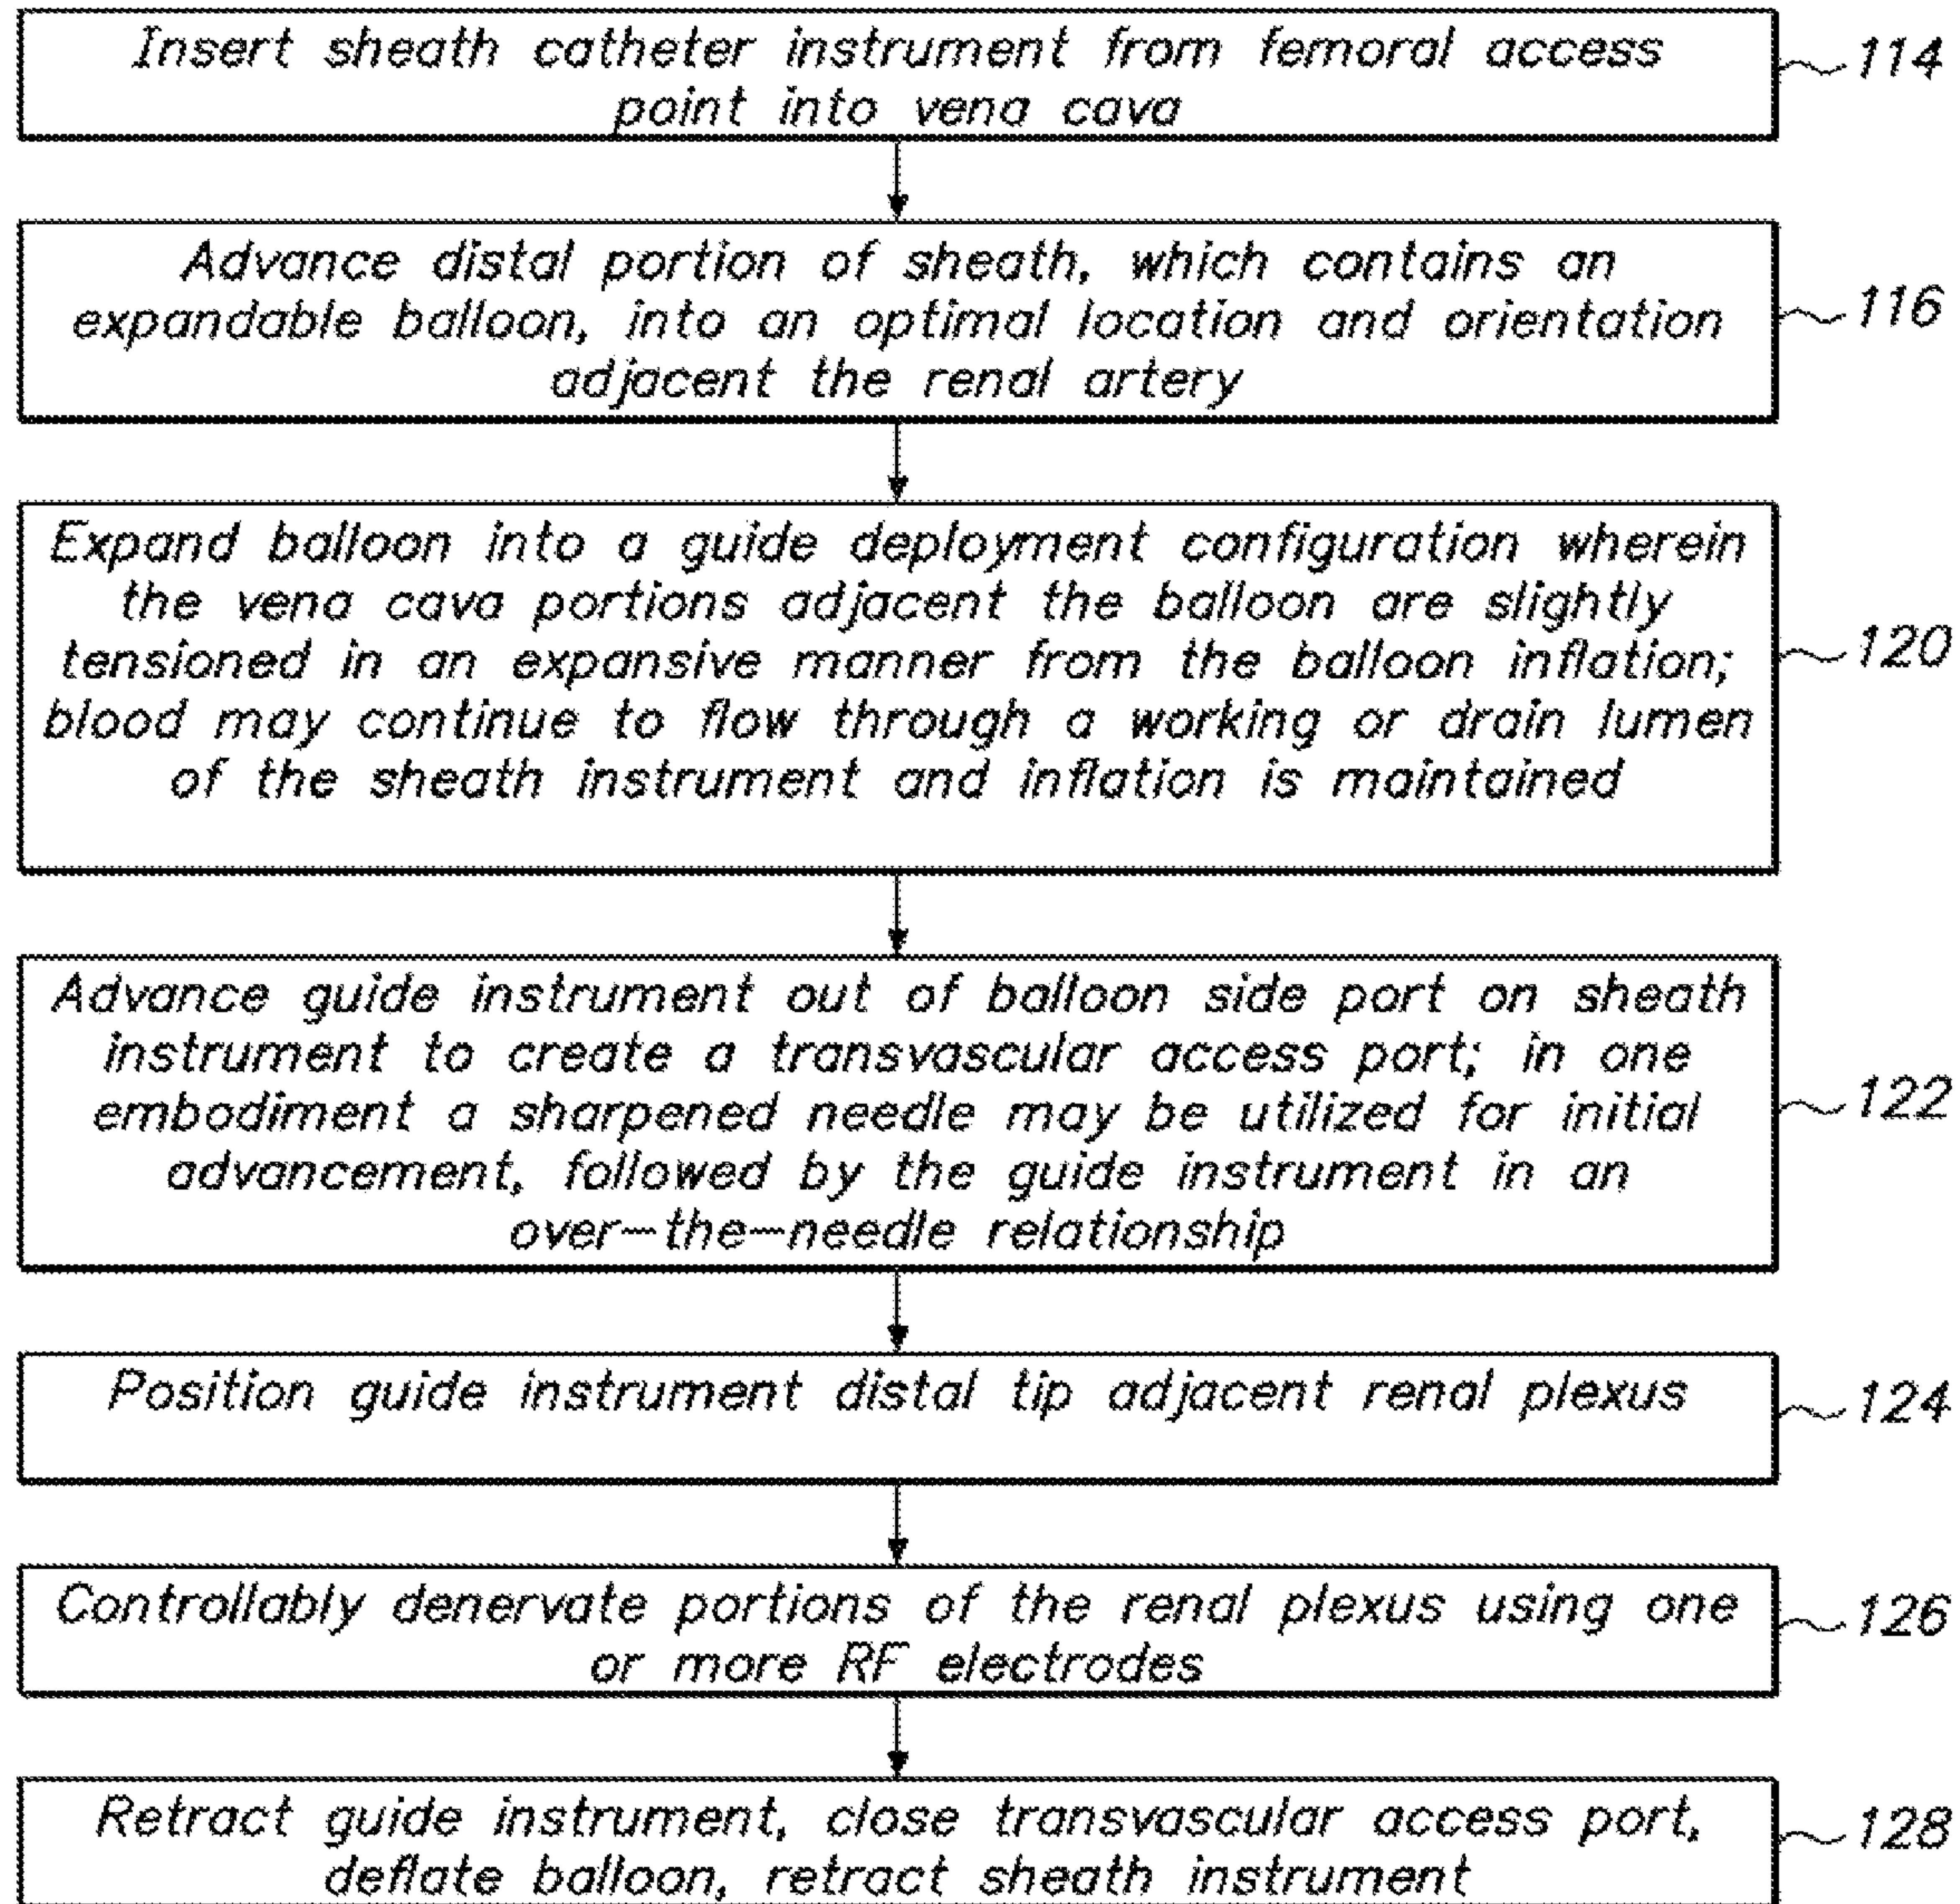 Insert sheath catheter instrument from femoral access
point into vena cava
114
Advance distal portion of sheath, which contains an
expandable balloon, into an optimal location and orientation
adjacent the renal artery
116
Expand balloon into a guide deployment configuration wherein
the vena cava portions adjacent the balloon are slightly
tensioned in an expansive manner from the balloon inflation;
blood may continue to flow through a working or drain lumen
of the sheath instrument and inflation is maintained
120
Advance guide instrument out of balloon side port on sheath
instrument to create a transvascular access port; in one
embodiment a sharpened needle may be utilized for initial
advancement, followed by the guide instrument in an
over-the-needle relationship
122
Position guide instrument distal tip adjacent renal plexus
124
Controllably denervate portions of the renal plexus using one
or more RF electrodes
126
Retract guide instrument, close transvascular access port,
deflate balloon, retract sheath instrument
128